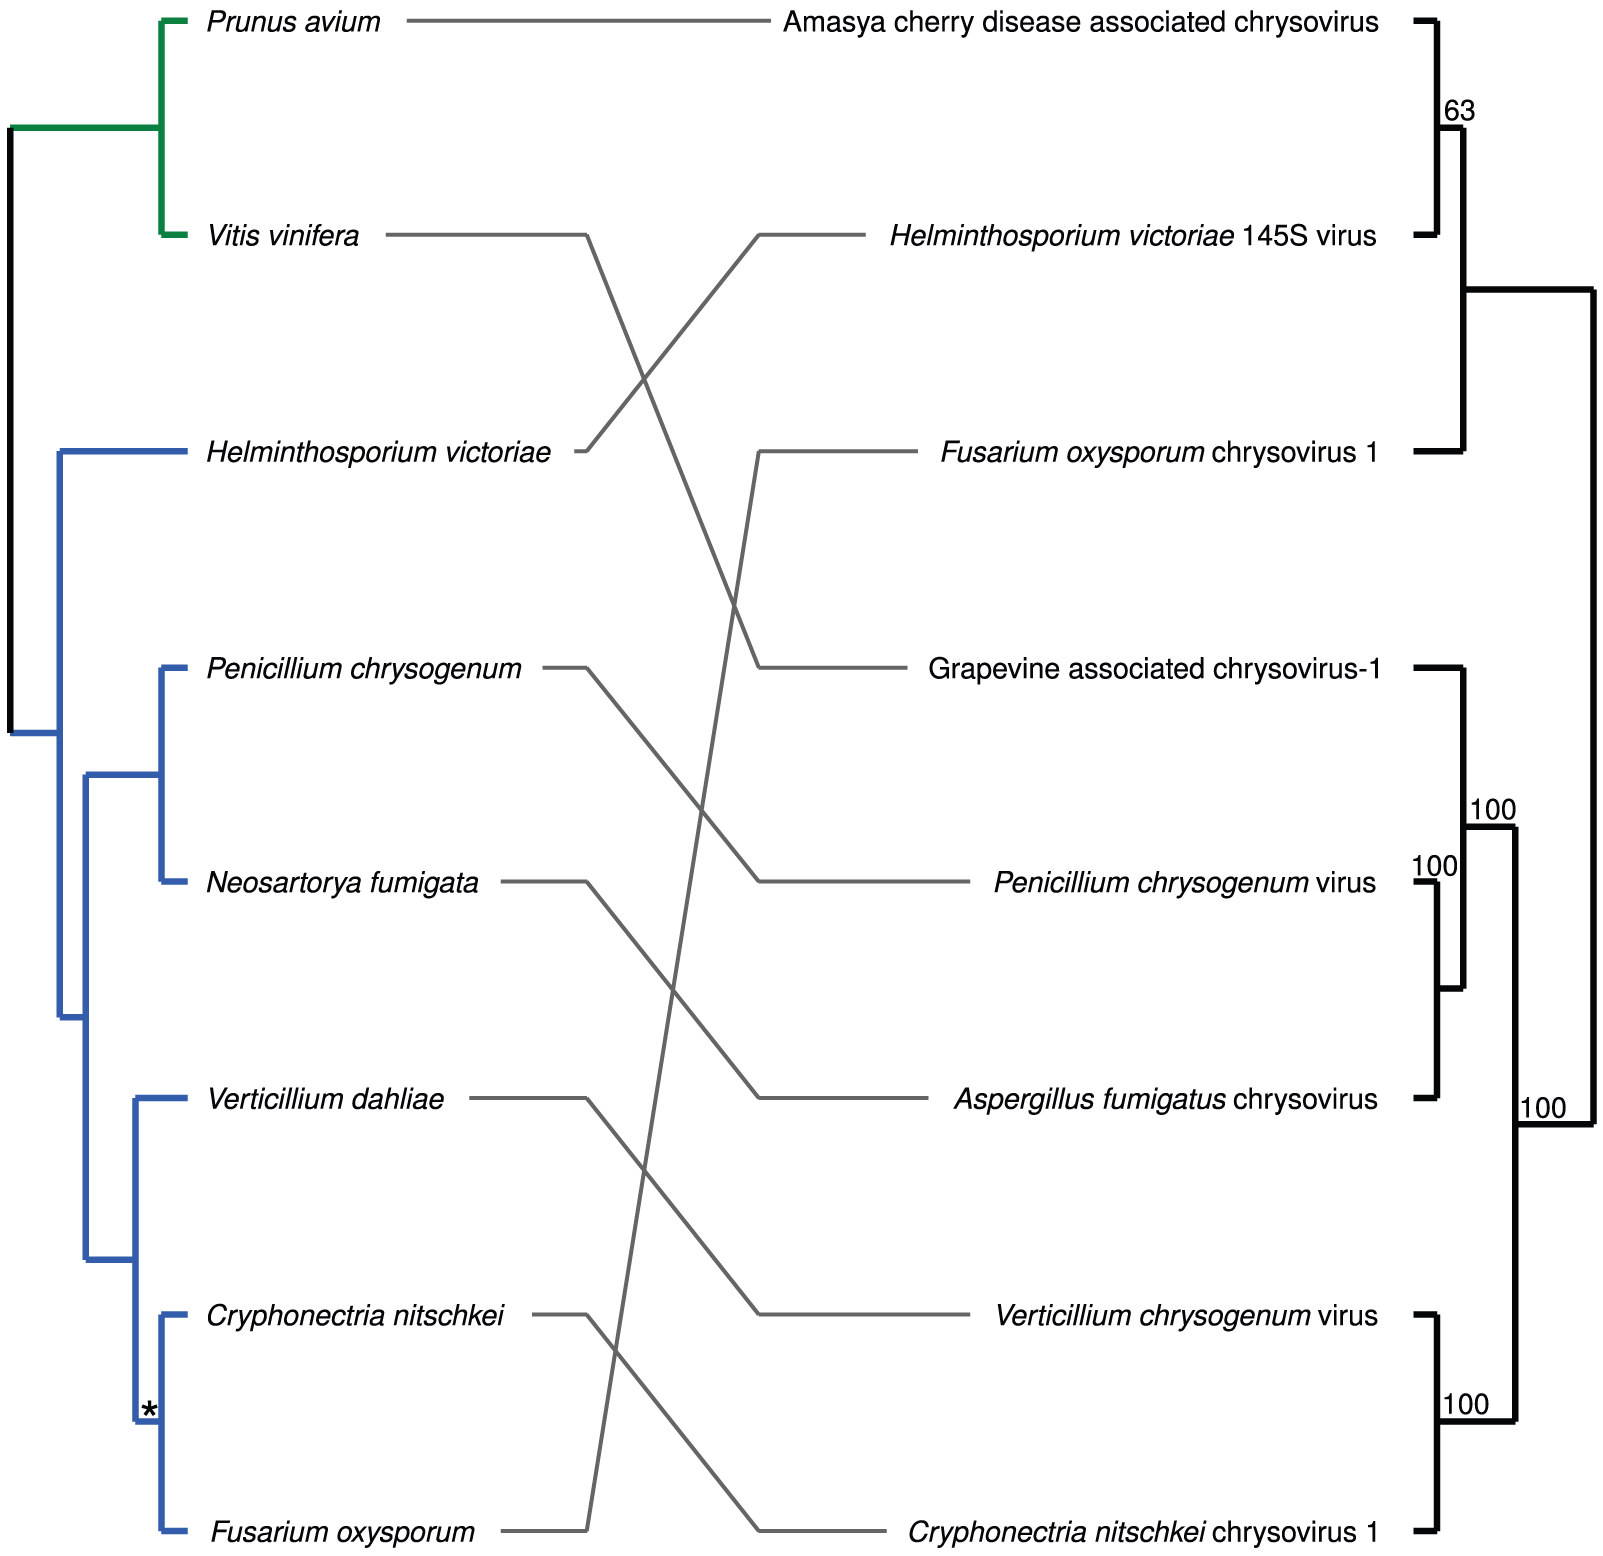 Prunus avium Amasya cherry disease associated chrysovirus
63
Vitis vinifera Helminthosporium victoriae 145S virus
Helminthosporium victoriae Fusarium oxysporum chrysovirus 1
Penicillium chrysogenum Grapevine associated chrysovirus-1
100
100
Neosartorya fumigata Penicillium chrysogenum virus
Verticillium dahliae Aspergillus fumigatus chrysovirus
100
Cryphonectria nitschkei Verticillium chrysogenum virus
* 100
Fusarium oxysporum Cryphonectria nitschkei chrysovirus 1